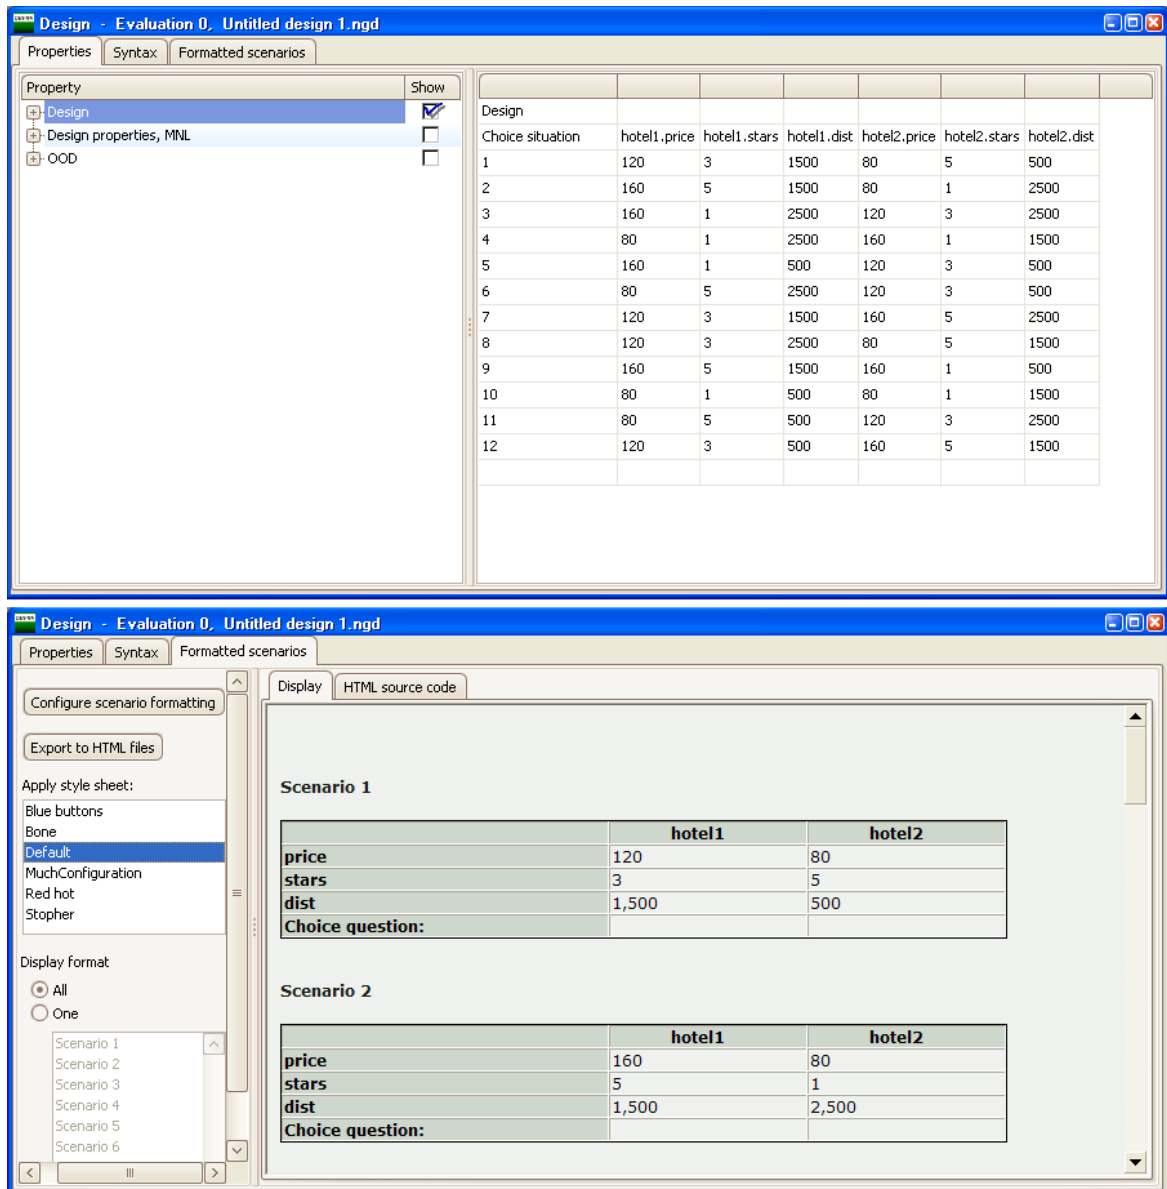 Design - Evaluation 0, Untitled design 1.ngd
Properties Syntax Formatted scenarios
Property Show
Design
Design properties, MNL
OOD
Design
Choice situation hotel1.price hotel1.stars hotel1.dist hotel2.price hotel2.stars hotel2.dist
1 120 3 1500 80 5 500
2 160 5 1500 80 1 2500
3 160 1 2500 120 3 2500
4 80 1 2500 160 1 1500
5 160 1 500 120 3 500
6 80 5 2500 120 3 500
7 120 3 1500 160 5 2500
8 120 3 2500 80 5 1500
9 160 5 1500 160 1 500
10 80 1 500 80 1 1500
11 80 5 500 120 3 2500
12 120 3 500 160 5 1500
Design - Evaluation 0, Untitled design 1.ngd
Properties Syntax Formatted scenarios
Configure scenario formatting
Export to HTML files
Apply style sheet:
Blue buttons
Bone
Default
MuchConfiguration
Red hot
Stopher
Display format
All
One
Scenario 1
Scenario 2
Scenario 3
Scenario 4
Scenario 5
Scenario 6
Display HTML source code
Scenario 1
hotel1 hotel2
price 120 80
stars 3 5
dist 1,500 500
Choice question:
Scenario 2
hotel1 hotel2
price 160 80
stars 5 1
dist 1,500 2,500
Choice question: